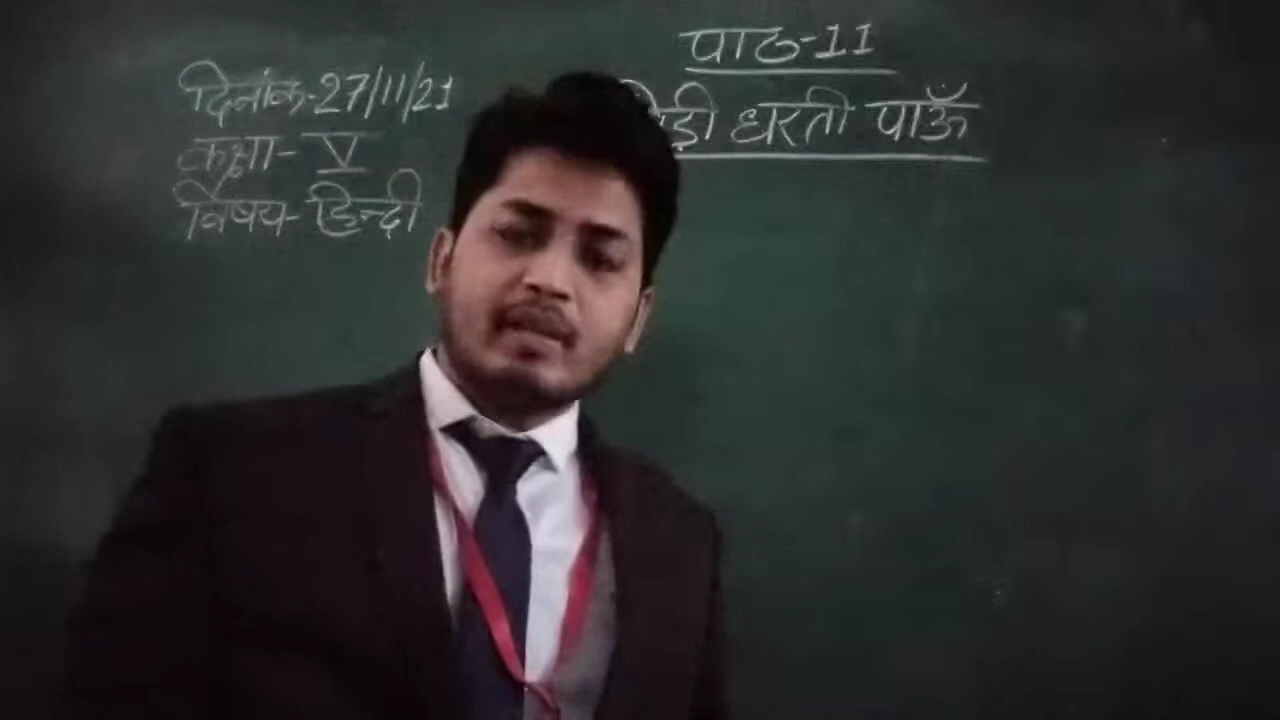 दिनांक-27/11/21
कक्षा- V
विषय- हिन्दी
पाठ-11
धरती पाऊँ